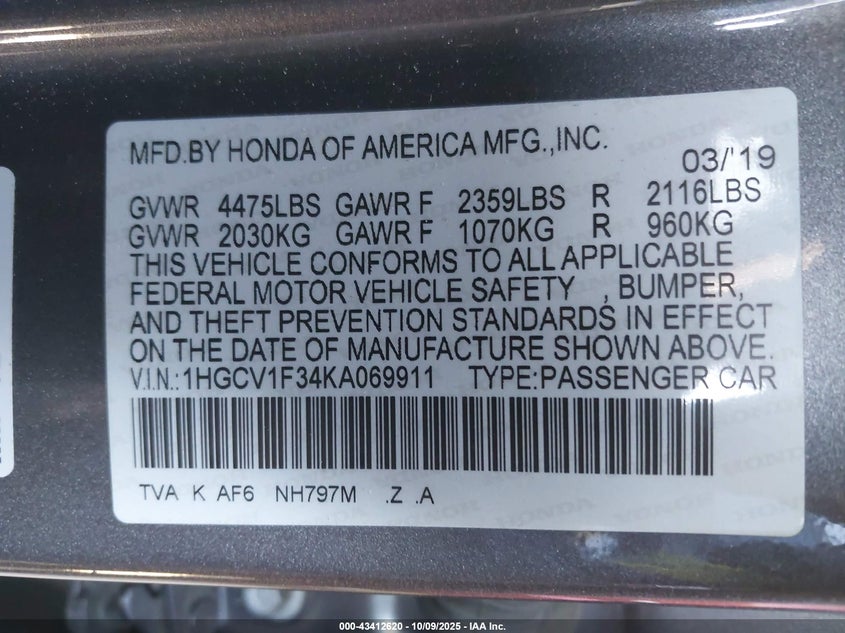 MFD.BY HONDA OF AMERICA MFG.,INC. 03/'19
GVWR 4475LBS GAWR F 2359LBS R 2116LBS
GVWR 2030KG GAWR F 1070KG R 960KG
THIS VEHICLE CONFORMS TO ALL APPLICABLE
FEDERAL MOTOR VEHICLE SAFETY , BUMPER,
AND THEFT PREVENTION STANDARDS IN EFFECT
ON THE DATE OF MANUFACTURE SHOWN ABOVE.
V.I.N.:1HGCV1F34KA069911 TYPE:PASSENGER CAR
TVA K AF6 NH797M .Z .A
000-43412620 - 10/09/2025 - IAA Inc.